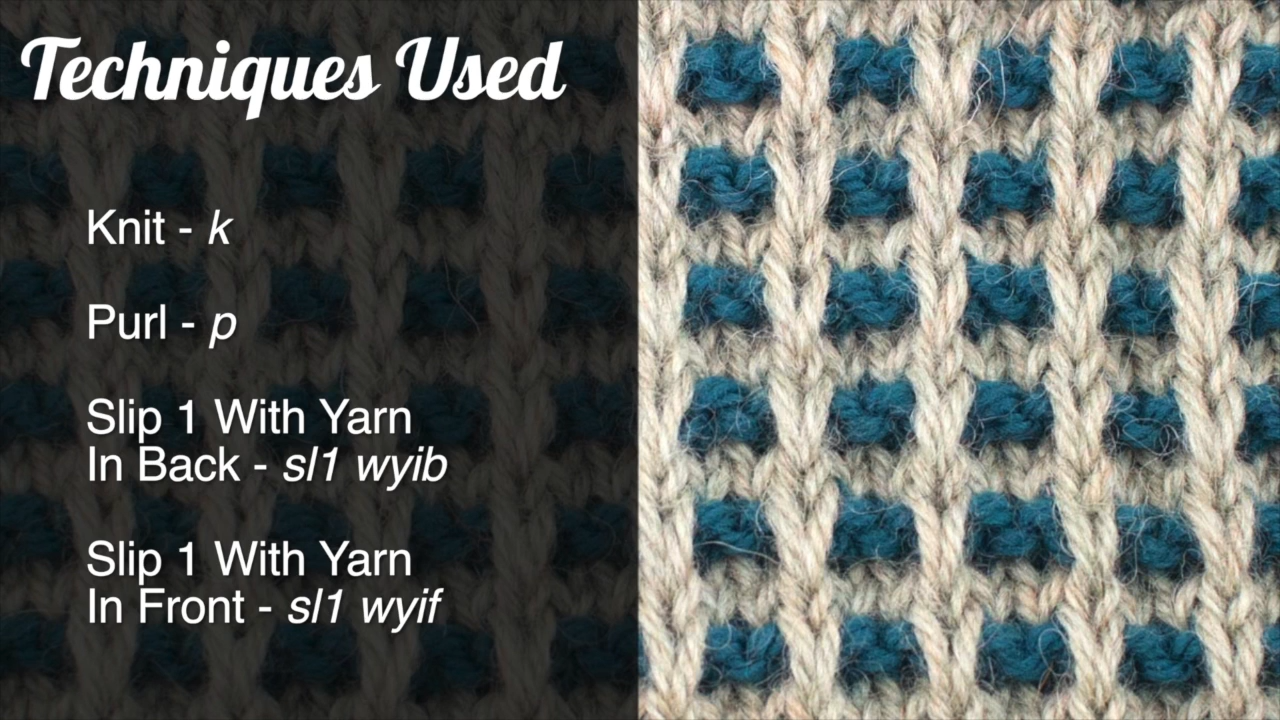 Techniques Used
Knit - k
Purl - p
Slip 1 With Yarn
In Back - sl1 wyib
Slip 1 With Yarn
In Front - sl1 wyif